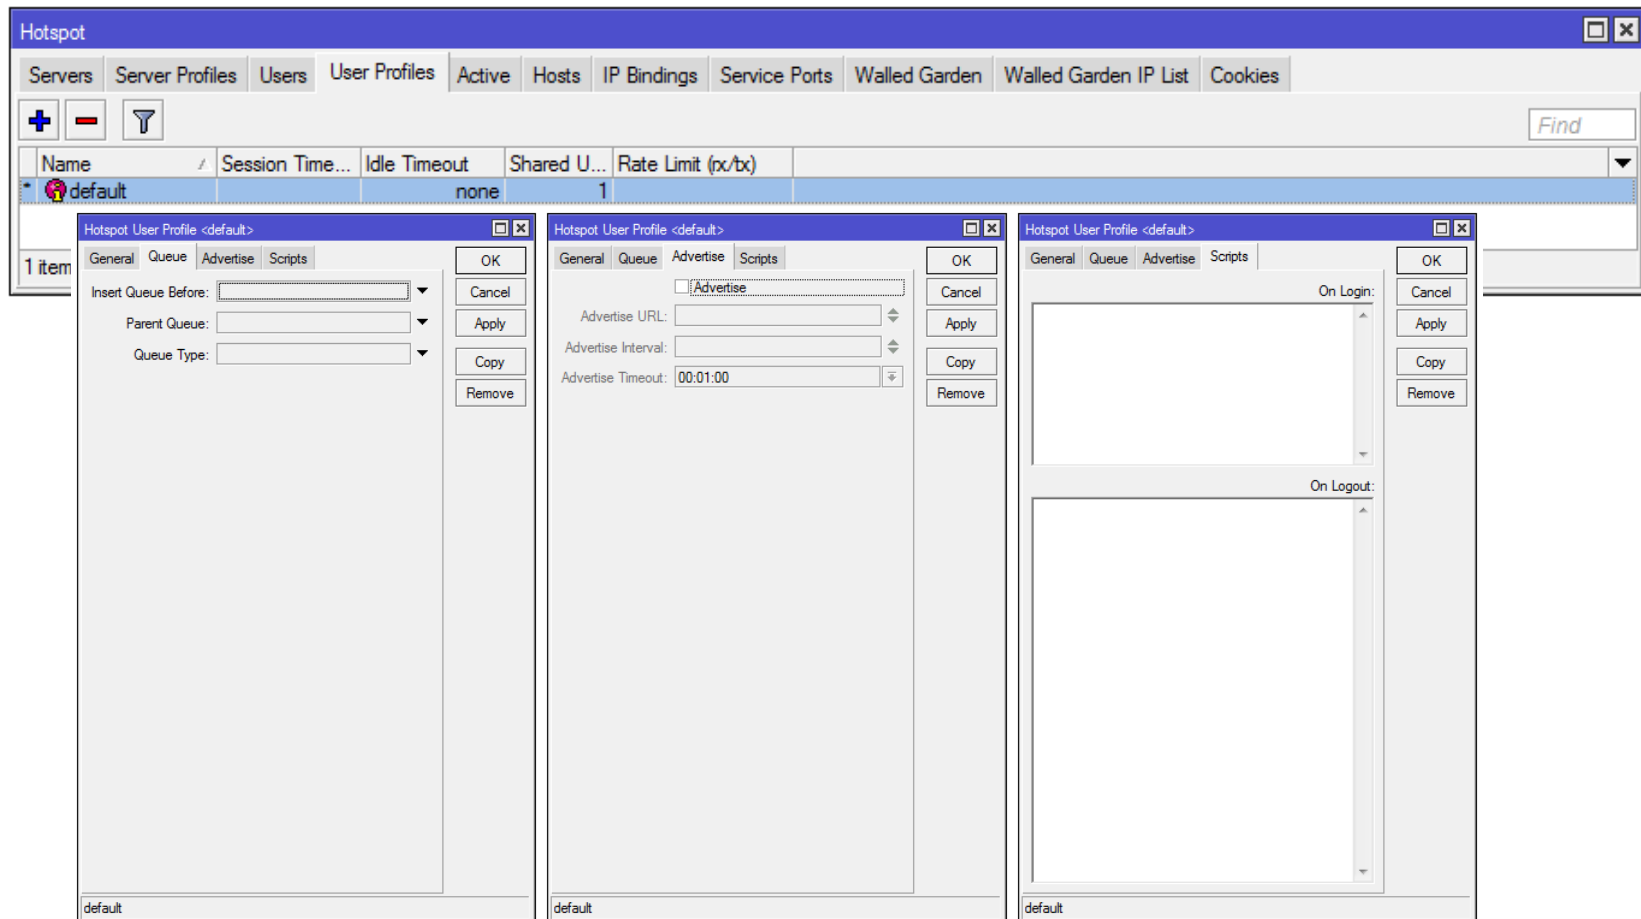 Hotspot
Servers Server Profiles Users User Profiles Active Hosts IP Bindings Service Ports Walled Garden Walled Garden IP List Cookies
Find
Name Session Time... Idle Timeout Shared U... Rate Limit (rx/tx)
* default none 1
1 item
Hotspot User Profile <default>
General Queue Advertise Scripts
Insert Queue Before:
Parent Queue:
Queue Type:
OK
Cancel
Apply
Copy
Remove
default
Hotspot User Profile <default>
General Queue Advertise Scripts
Advertise
Advertise URL:
Advertise Interval:
Advertise Timeout: 00:01:00
OK
Cancel
Apply
Copy
Remove
default
Hotspot User Profile <default>
General Queue Advertise Scripts
On Login:
On Logout:
OK
Cancel
Apply
Copy
Remove
default